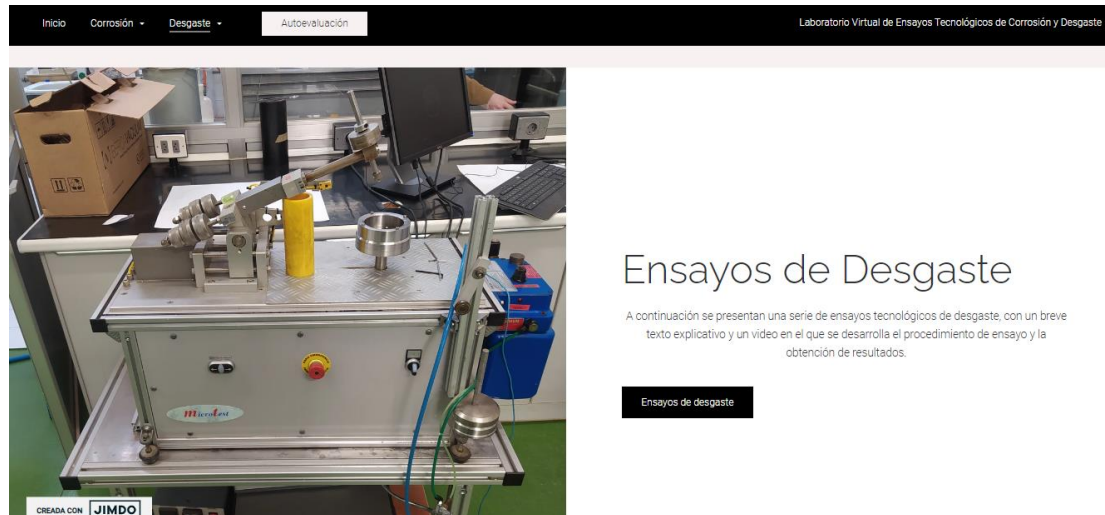 Inicio
Corrosión
Desgaste
Autoevaluación
Laboratorio Virtual de Ensayos Tecnológicos de Corrosión y Desgaste
Ensayos de Desgaste
A continuación se presentan una serie de ensayos tecnológicos de desgaste, con un breve
texto explicativo y un video en el que se desarrolla el procedimiento de ensayo y la
obtención de resultados.
Ensayos de desgaste
microtest
CREADA CON JIMDO